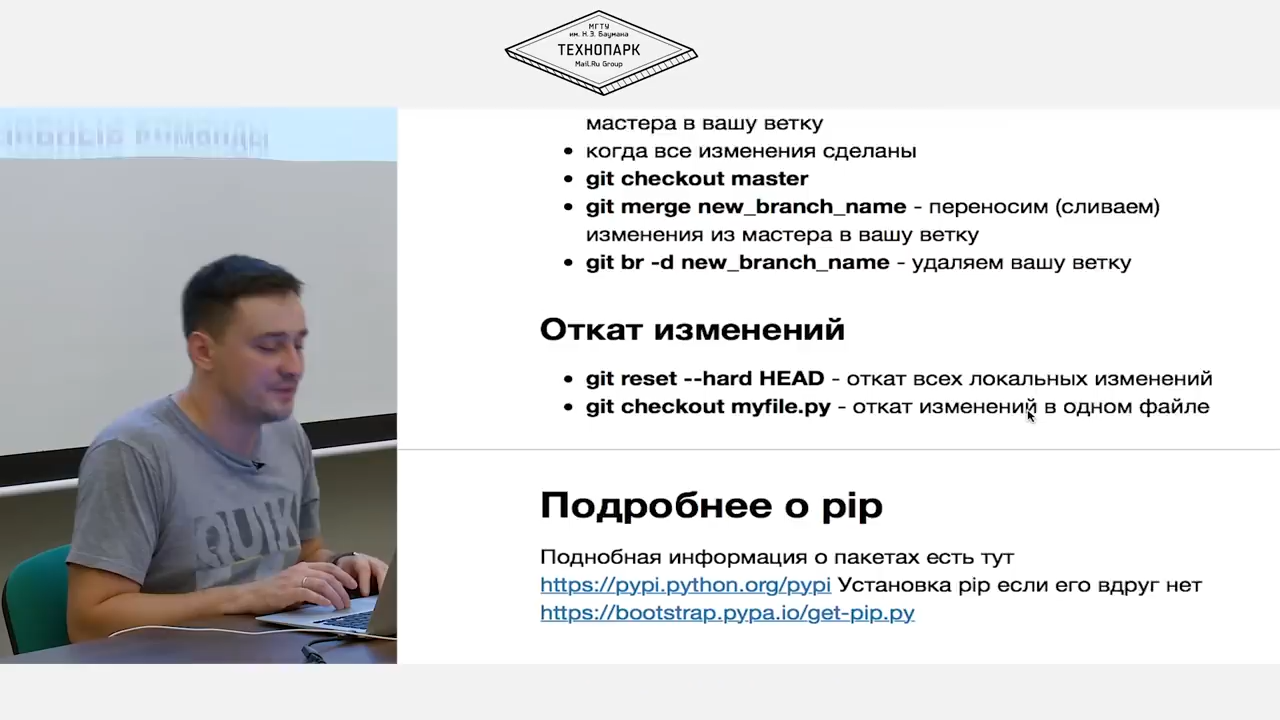 МГТУ
им. Н.Э. Баумана
ТЕХНОПАРК
Mail.Ru Group
команды
мастера в вашу ветку
• когда все изменения сделаны
• git checkout master
• git merge new_branch_name - переносим (сливаем)
изменения из мастера в вашу ветку
• git br -d new_branch_name - удаляем вашу ветку
Откат изменений
• git reset --hard HEAD - откат всех локальных изменений
• git checkout myfile.py - откат изменений в одном файле
QUIK
Подробнее о pip
Поднобная информация о пакетах есть тут
https://pypi.python.org/pypi Установка pip если его вдруг нет
https://bootstrap.pypa.io/get-pip.py